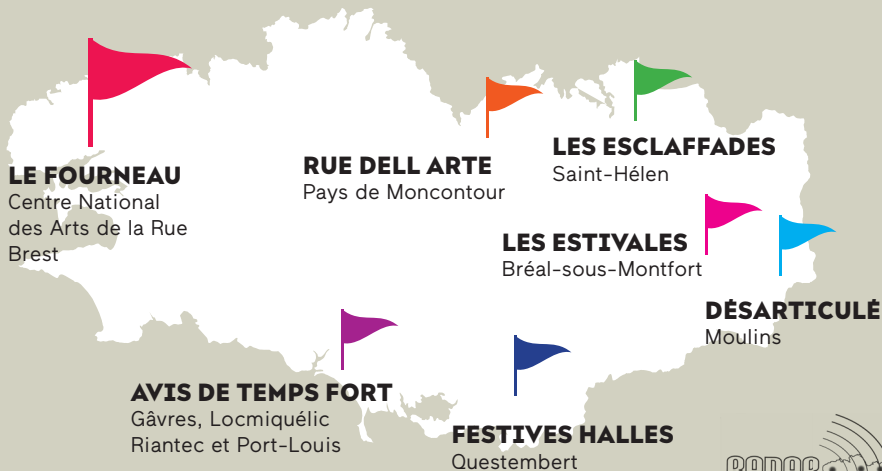 LE FOURNEAU
Centre National
des Arts de la Rue
Brest
RUE DELL ARTE
Pays de Moncontour
LES ESCLAFFADES
Saint-Hélen
LES ESTIVALES
Bréal-sous-Montfort
DÉSARTICULÉ
Moulins
AVIS DE TEMPS FORT
Gâvres, Locmiquélic
Riantec et Port-Louis
FESTIVES HALLES
Questembert